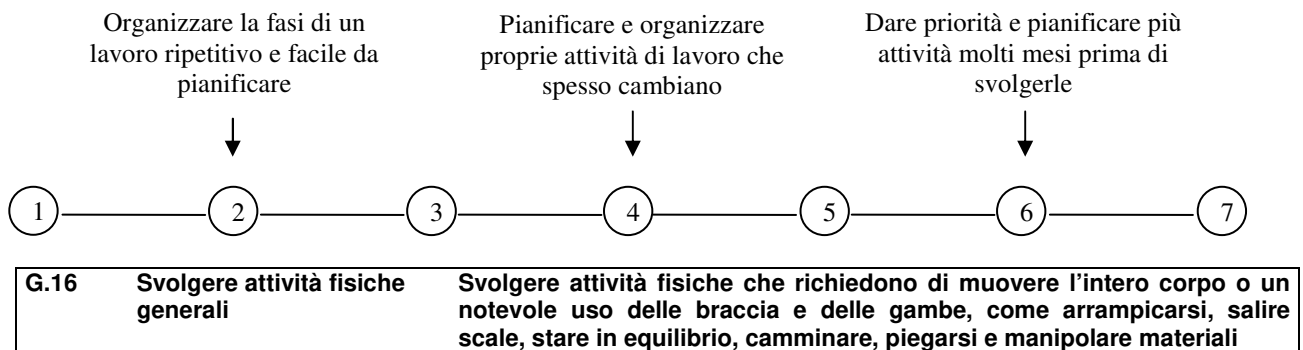 Organizzare la fasi di un
lavoro ripetitivo e facile da
pianificare
Pianificare e organizzare
proprie attività di lavoro che
spesso cambiano
Dare priorità e pianificare più
attività molti mesi prima di
svolgerle
1 2 3 4 5 6 7
G.16 Svolgere attività fisiche generali
Svolgere attività fisiche che richiedono di muovere l'intero corpo o un
notevole uso delle braccia e delle gambe, come arrampicarsi, salire
scale, stare in equilibrio, camminare, piegarsi e manipolare materiali